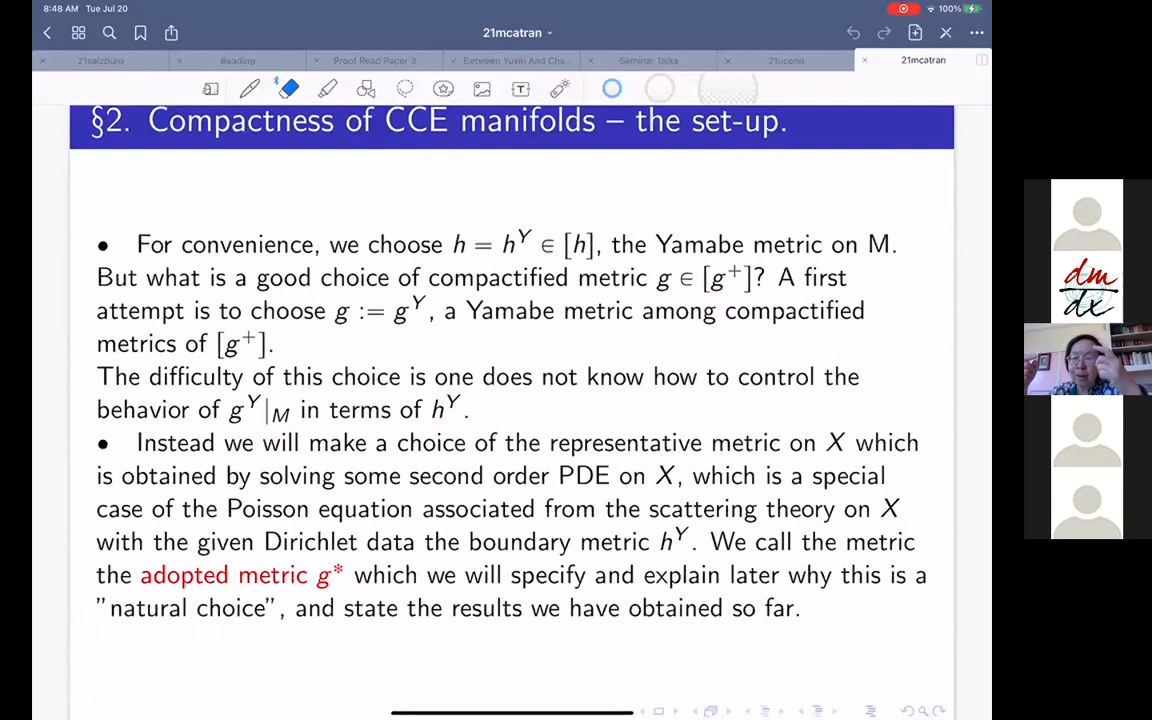 8:48 AM Tue Jul 20
100%
21mcatran
21salzburg
Reading
Proof Read Paper 3
Between Yuxin And Cha...
Seminar Talks
21uconn
21mcatran
§2. Compactness of CCE manifolds – the set-up.
• For convenience, we choose h = h^Y ∈ [h], the Yamabe metric on M.
But what is a good choice of compactified metric g ∈ [g^+]? A first
attempt is to choose g := g^Y, a Yamabe metric among compactified
metrics of [g^+].
The difficulty of this choice is one does not know how to control the
behavior of g^Y|_M in terms of h^Y.
• Instead we will make a choice of the representative metric on X which
is obtained by solving some second order PDE on X, which is a special
case of the Poisson equation associated from the scattering theory on X
with the given Dirichlet data the boundary metric h^Y. We call the metric
the adopted metric g* which we will specify and explain later why this is a
"natural choice", and state the results we have obtained so far.
dm
dx